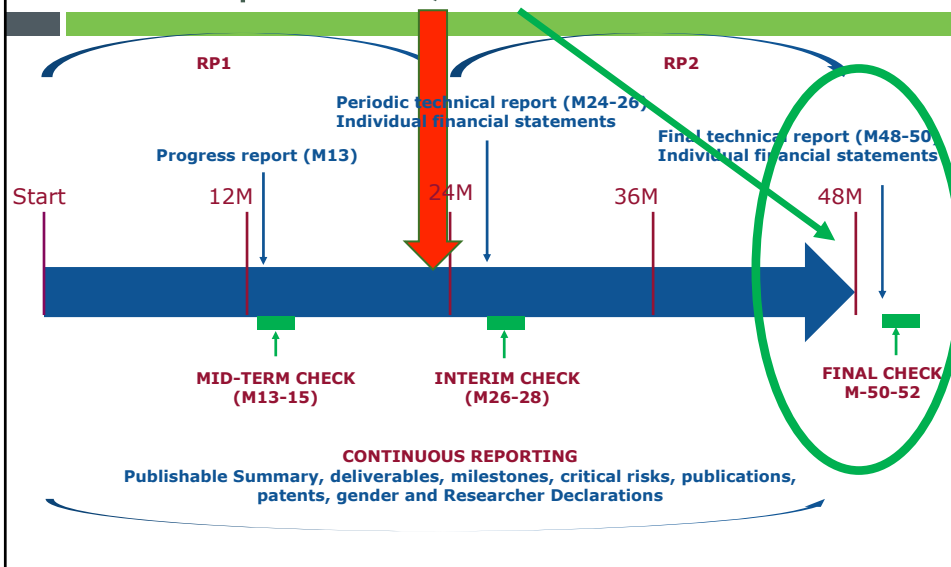 RP1
RP2
Periodic technical report (M24-26)
Individual financial statements
Final technical report (M48-50)
Individual financial statements
Progress report (M13)
Start
12M
24M
36M
48M
MID-TERM CHECK
(M13-15)
INTERIM CHECK
(M26-28)
FINAL CHECK
M-50-52
CONTINUOUS REPORTING
Publishable Summary, deliverables, milestones, critical risks, publications,
patents, gender and Researcher Declarations